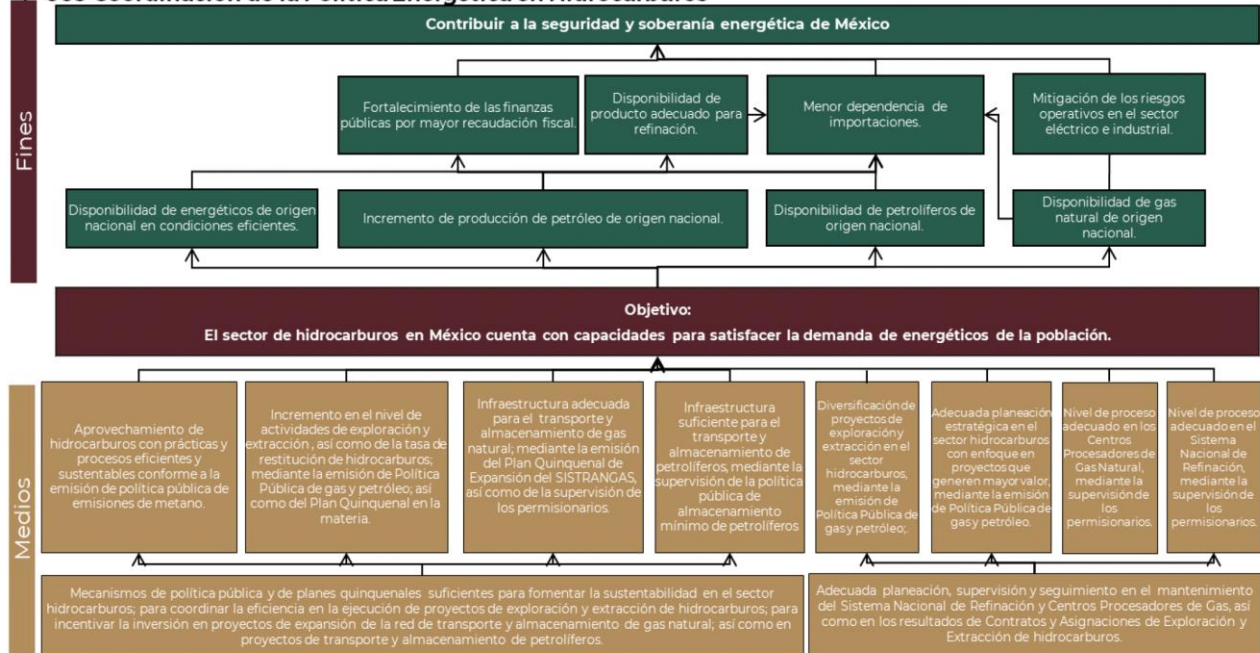 Coordinación de la Política Energética en Hidrocarburos
Contribuir a la seguridad y soberanía energética de México
Fines
Fortalecimiento de las finanzas
públicas por mayor recaudación fiscal.
Disponibilidad de
producto adecuado para
refinación.
Menor dependencia de
importaciones.
Mitigación de los riesgos
operativos en el sector
eléctrico e industrial.
Disponibilidad de energéticos de origen
nacional en condiciones eficientes.
Incremento de producción de petróleo de origen nacional.
Disponibilidad de petrolíferos de
origen nacional.
Disponibilidad de gas
natural de origen
nacional.
Objetivo:
El sector de hidrocarburos en México cuenta con capacidades para satisfacer la demanda de energéticos de la población.
Medios
Aprovechamiento de
hidrocarburos con prácticas y
procesos eficientes y
sustentables conforme a la
emisión de política pública de
emisiones de metano.
Incremento en el nivel de
actividades de exploración y
extracción , así como de la tasa de
restitución de hidrocarburos;
mediante la emisión de Política
Pública de gas y petróleo; así
como del Plan Quinquenal en la
materia.
Infraestructura adecuada
para el transporte y
almacenamiento de gas
natural; mediante la emisión
del Plan Quinquenal de
Expansión del SISTRANGAS,
así como de la supervisión de
los permisionarios.
Infraestructura
suficiente para el
transporte y
almacenamiento de
petrolíferos, mediante la
supervisión de la política
pública de
almacenamiento
mínimo de petrolíferos
Diversificación de
proyectos de
exploración y
extracción en el
sector
hidrocarburos,
mediante la
emisión de
Política Pública de
gas y petróleo;.
Adecuada planeación
estratégica en el
sector hidrocarburos
con enfoque en
proyectos que
generen mayor valor,
mediante la emisión
de Política Pública de
gas y petróleo.
Nivel de proceso
adecuado en los
Centros
Procesadores de
Gas Natural,
mediante la
supervisión de
los
permisionarios.
Nivel de proceso
adecuado en el
Sistema
Nacional de
Refinación,
mediante la
supervisión de
los
permisionarios.
Mecanismos de política pública y de planes quinquenales suficientes para fomentar la sustentabilidad en el sector
hidrocarburos; para coordinar la eficiencia en la ejecución de proyectos de exploración y extracción de hidrocarburos; para
incentivar la inversión en proyectos de expansión de la red de transporte y almacenamiento de gas natural; así como en
proyectos de transporte y almacenamiento de petrolíferos.
Adecuada planeación, supervisión y seguimiento en el mantenimiento
del Sistema Nacional de Refinación y Centros Procesadores de Gas, así
como en los resultados de Contratos y Asignaciones de Exploración y
Extracción de hidrocarburos.